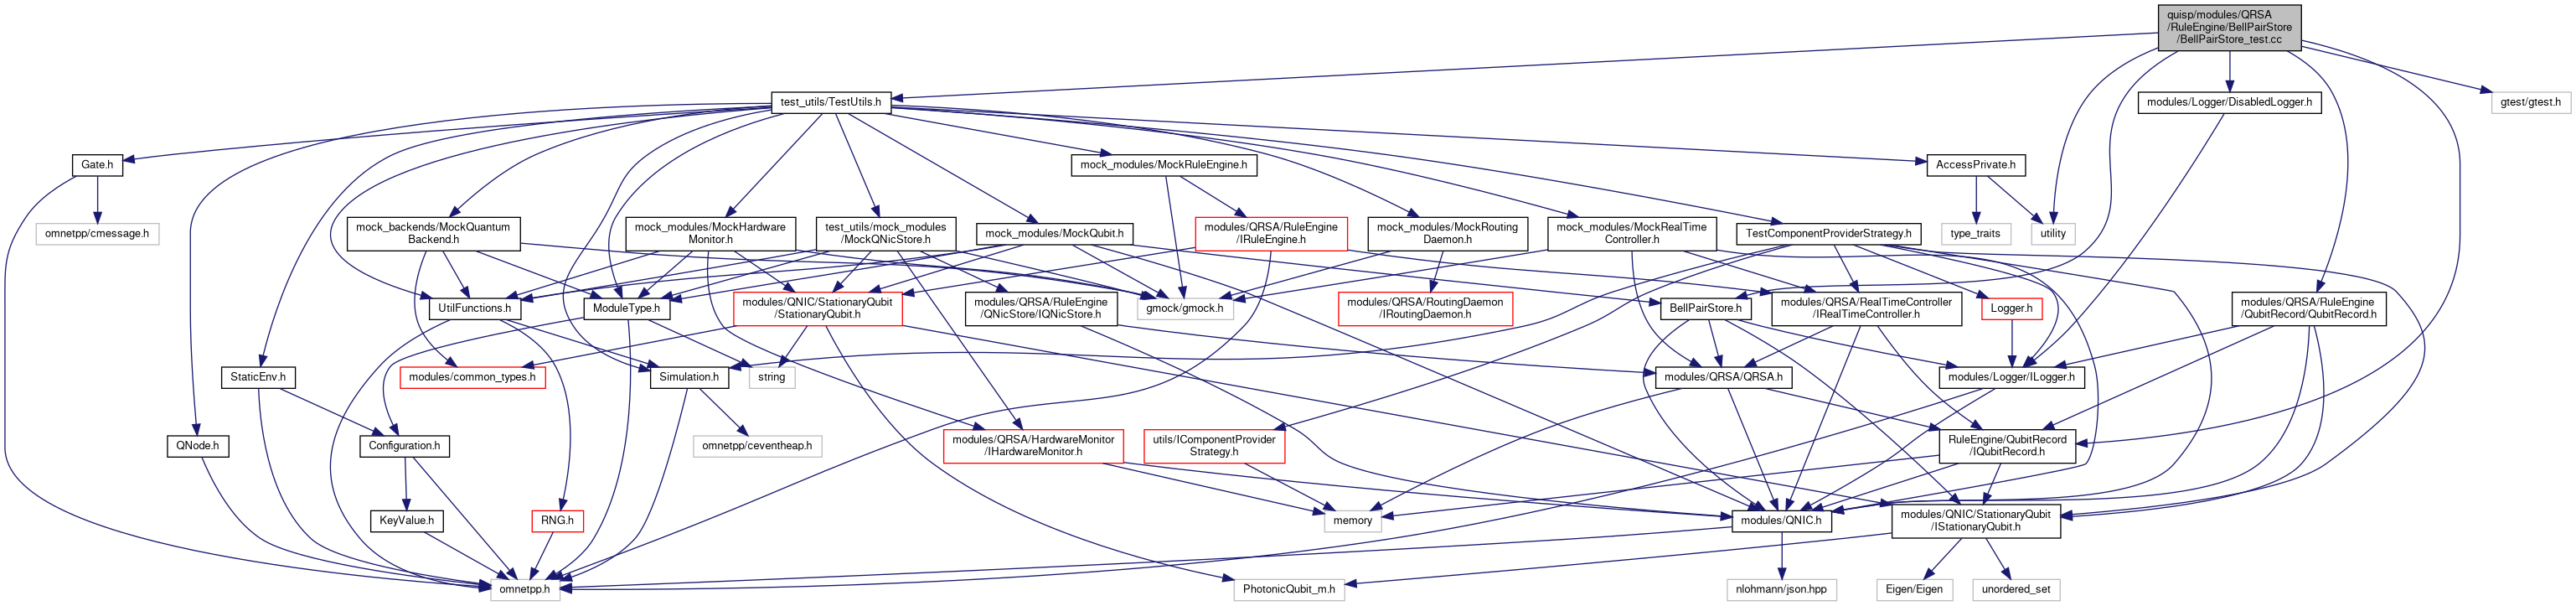 quisp/modules/QRSA
/RuleEngine/BellPairStore
/BellPairStore_test.cc
test_utils/TestUtils.h
modules/Logger/DisabledLogger.h
gtest/gtest.h
Gate.h
mock_modules/MockRuleEngine.h
AccessPrivate.h
omnetpp/cmessage.h
mock_backends/MockQuantum
Backend.h
mock_modules/MockHardware
Monitor.h
test_utils/mock_modules
/MockQNicStore.h
mock_modules/MockQubit.h
modules/QRSA/RuleEngine
/IRuleEngine.h
mock_modules/MockRouting
Daemon.h
mock_modules/MockRealTime
Controller.h
TestComponentProviderStrategy.h
type_traits
utility
UtilFunctions.h
ModuleType.h
modules/QNIC/StationaryQubit
/StationaryQubit.h
modules/QRSA/RuleEngine
/QNicStore/IQNicStore.h
gmock/gmock.h
modules/QRSA/RoutingDaemon
/IRoutingDaemon.h
BellPairStore.h
modules/QRSA/RealTimeController
/IRealTimeController.h
Logger.h
modules/QRSA/RuleEngine
/QubitRecord/QubitRecord.h
StaticEnv.h
modules/common_types.h
Simulation.h
string
modules/QRSA/QRSA.h
modules/Logger/ILogger.h
QNode.h
Configuration.h
omnetpp/ceventheap.h
modules/QRSA/HardwareMonitor
/IHardwareMonitor.h
utils/IComponentProvider
Strategy.h
RuleEngine/QubitRecord
/IQubitRecord.h
KeyValue.h
RNG.h
memory
modules/QNIC.h
modules/QNIC/StationaryQubit
/IStationaryQubit.h
omnetpp.h
PhotonicQubit_m.h
nlohmann/json.hpp
Eigen/Eigen
unordered_set